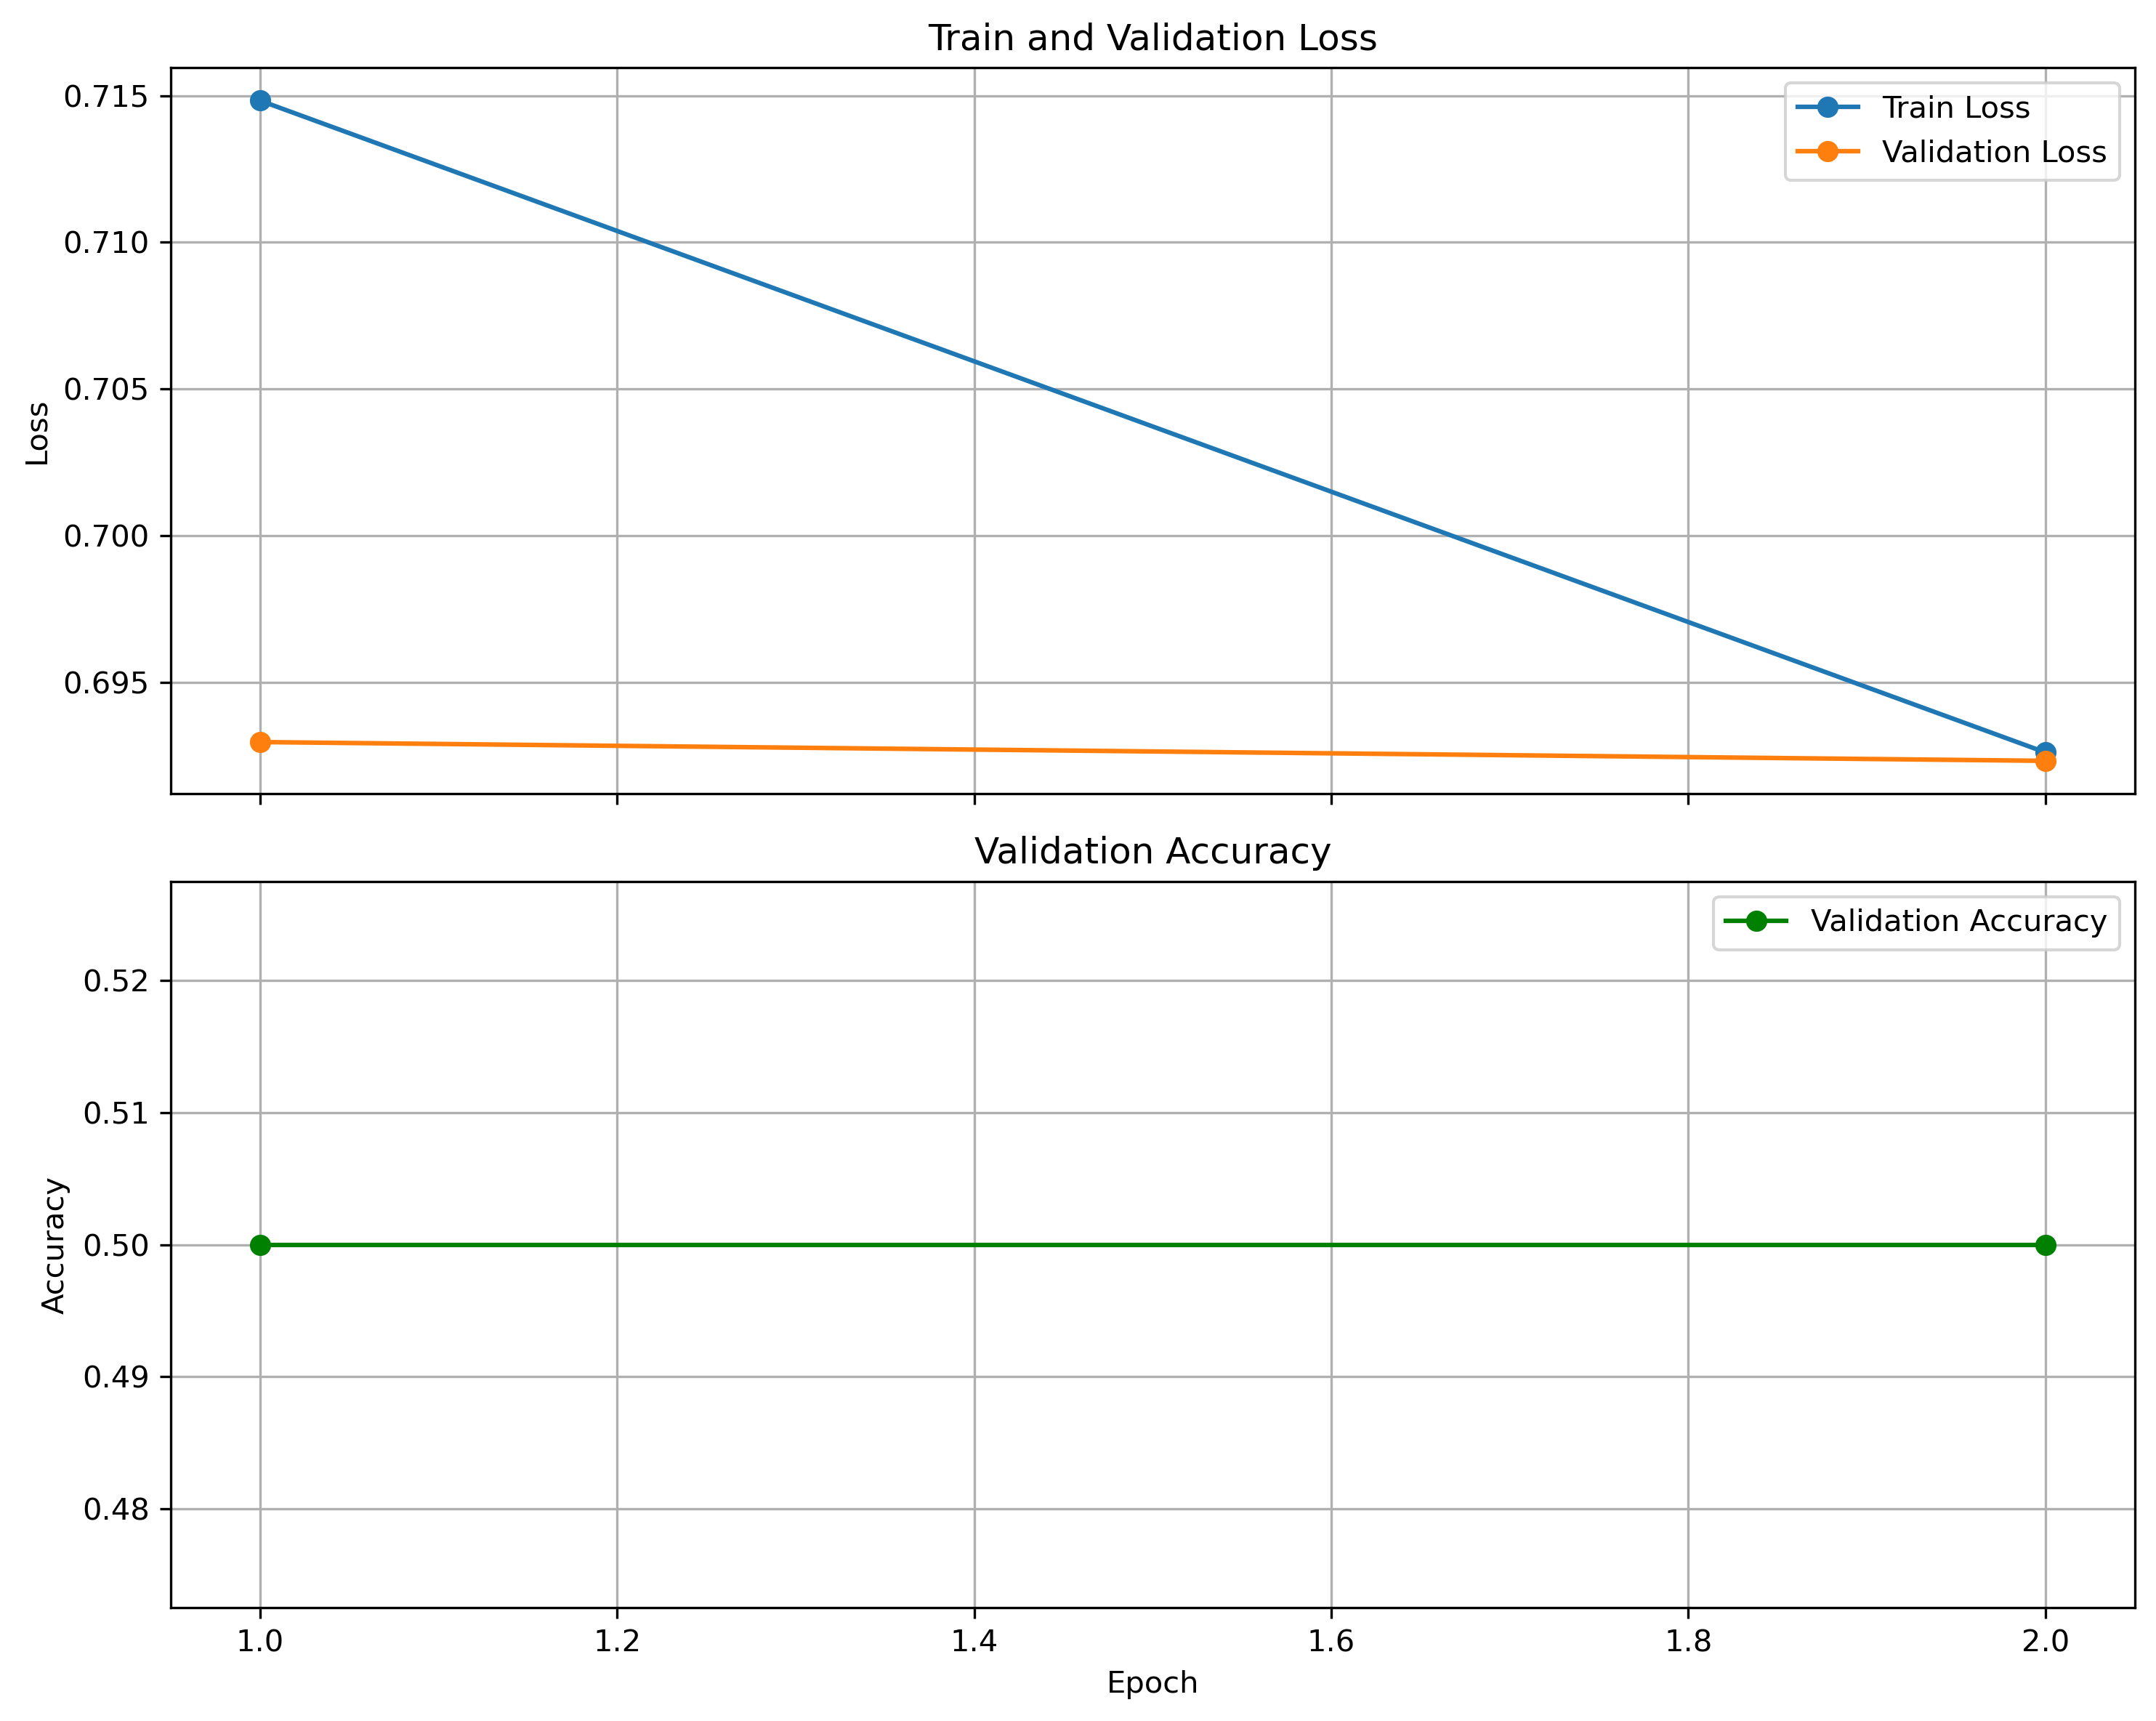 Train and Validation Loss
0.715
0.710
0.705
0.700
0.695
Loss
Train Loss
Validation Loss
Validation Accuracy
0.52
0.51
0.50
0.49
0.48
Accuracy
Validation Accuracy
1.0 1.2 1.4 1.6 1.8 2.0
Epoch